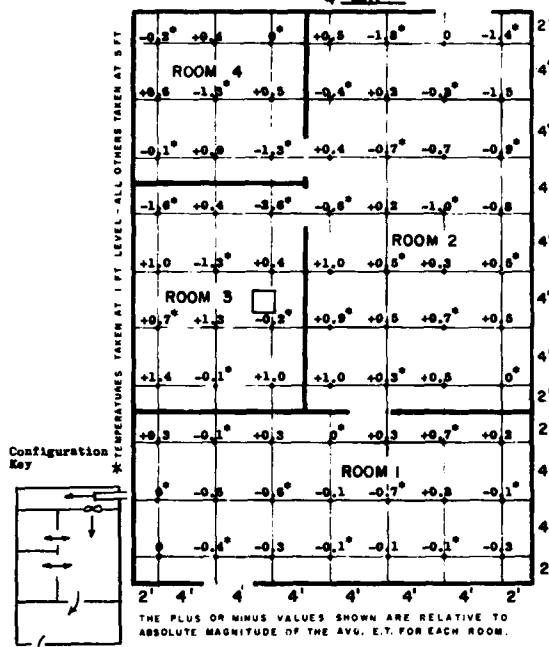 -0.2* +0.4 0* +0.5 -1.8* 0 -1.4* 2'
ROOM 4 4'
+0.6 -1.3* +0.5 -0.4* +0.2 -0.3* -1.5
4'
-0.1* +0.0 -1.3* +0.4 -0.7* -0.7 -0.9*
4'
-1.6* +0.4 -3.6* -0.6* +0.2 -1.0* -0.8
ROOM 2 4'
+1.0 -1.3* +0.4 +1.0 +0.5* +0.3 +0.5*
ROOM 3 4'
+0.7* +1.3 -0.2* +0.9* +0.5 +0.7* +0.5
4'
+1.4 -0.1* +1.0 +1.0 +0.3* +0.5 0*
2'
+0.3 -0.1* +0.3 0* +0.3 +0.7* +0.2 2'
ROOM 1 4'
0* -0.5 -0.6* -0.1 -0.7* +0.2 -0.1*
4'
0 -0.4* -0.3 -0.1* -0.1 -0.1* -0.3
2'
2' 4' 4' 4' 4' 4' 4' 2'
* TEMPERATURES TAKEN AT 1 FT LEVEL - ALL OTHERS TAKEN AT 5 FT
Configuration
Key
THE PLUS OR MINUS VALUES SHOWN ARE RELATIVE TO
ABSOLUTE MAGNITUDE OF THE AVG. E.T. FOR EACH ROOM.